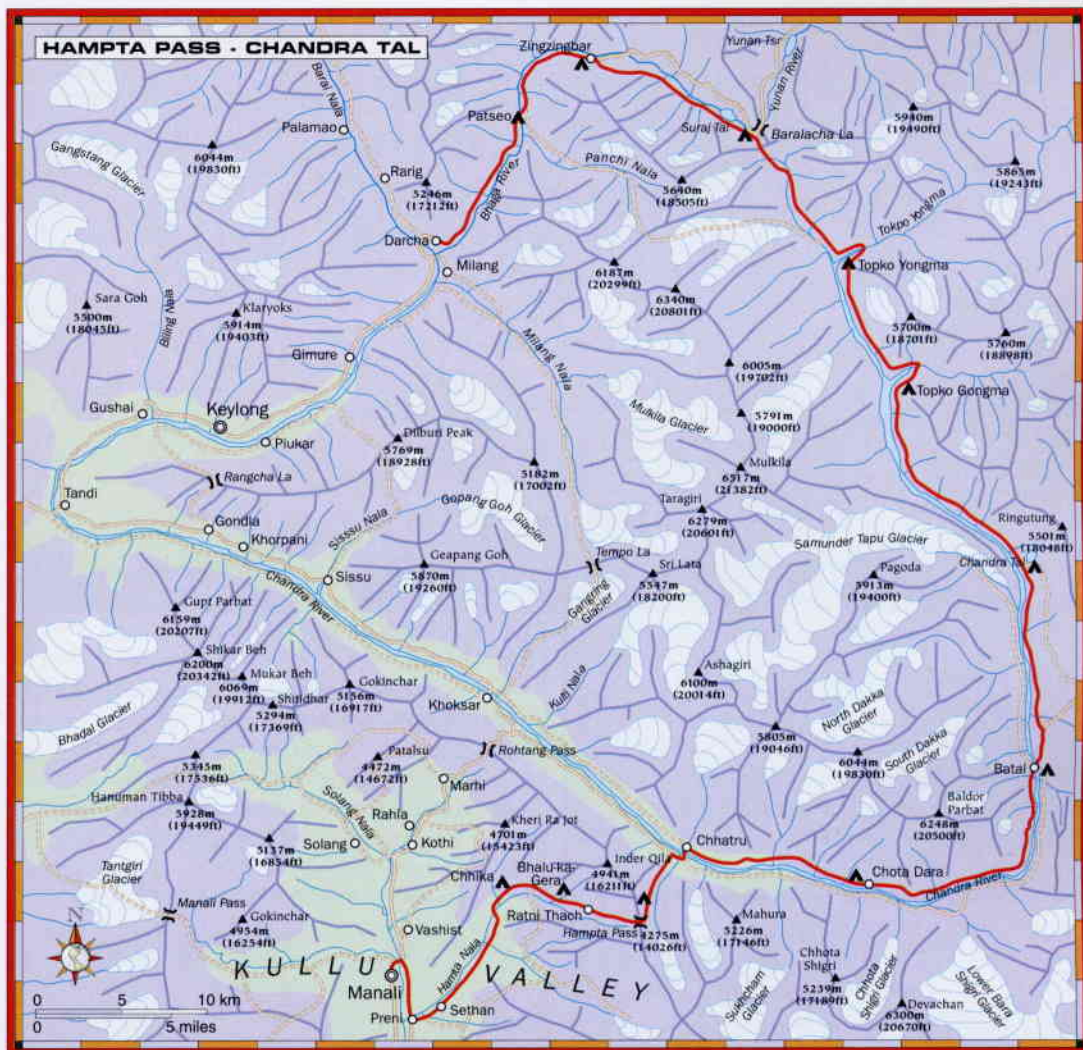 HAMPTA PASS - CHANDRA TAL
Zingzingbar
Yunan Tsr
Yunan River
Barai Nala
Patseo
Suraj Tal
Baralacha La
5940m
(19490ft)
Palamao
Gangstang Glacier
6044m
(19830ft)
Rarig
5246m
(17212ft)
Bhaga River
Panchi Nala
5640m
(18505ft)
5865m
(19243ft)
Tokpo Yongma
Darcha
Milang
6187m
(20299ft)
6340m
(20801ft)
Topko Yongma
Sara Goh
5500m
(18045ft)
Biling Nala
Klaryoks
5914m
(19403ft)
Gimure
Milang Nala
5700m
(18701ft)
5760m
(18898ft)
6005m
(19702ft)
Topko Gongma
Gushai
Keylong
Piukar
Mulkila Glacier
5791m
(19000ft)
Dilburi Peak
5769m
(18928ft)
5182m
(17002ft)
Mulkila
6517m
(21382ft)
Rangcha La
Tandi
Gopang Goh Glacier
Taragiri
6279m
(20601ft)
Ringutung
5501m
(18048ft)
Gondla
Khorpani
Sisssu Nala
Samunder Tapu Glacier
Chandra Tal
Geapang Goh
5870m
(19260ft)
Tempo La
Sri Lata
5547m
(18200ft)
Pagoda
5913m
(19400ft)
Sissu
Chandra River
Gangring Glacier
Gupt Parbat
6159m
(20207ft)
Shikar Beh
6200m
(20342ft)
Mukar Beh
6069m
(19912ft)
Shitidhar
5294m
(17369ft)
Gokinchar
5156m
(16917ft)
Ashagiri
6100m
(20014ft)
Khoksar
Kulti Nala
Bhadal Glacier
North Dakka
Glacier
5805m
(19046ft)
South Dakka
Glacier
6044m
(19830ft)
Rohtang Pass
5345m
(17536ft)
Patalsu
4472m
(14672ft)
Marhi
Batal
Hanuman Tibba
5928m
(19449ft)
Solang Nala
Rahla
Kheri Ra Jot
4701m
(15423ft)
Baldor
Parbat
6248m
(20500ft)
5137m
(16854ft)
Solang
Kothi
Chhatru
Inder Qila
4941m
(16211ft)
Tantgiri
Glacier
Chhika
Bhalu-Ka-
Gera
Chota Dara
Chandra River
Manali Pass
Gokinchar
4954m
(16254ft)
Ratni Thach
Hampta Pass
4275m
(14026ft)
Mahura
5226m
(17146ft)
Vashist
N
KULLU VALLEY
Manali
Hamta Nala
Chhota
Shigri
5239m
(17189ft)
Sukhcham
Glacier
Chhota
Shigri Glacier
Lower Bara
Shigri Glacier
Devachan
6300m
(20670ft)
Sethan
Preni
0 5 10 km
0 5 miles